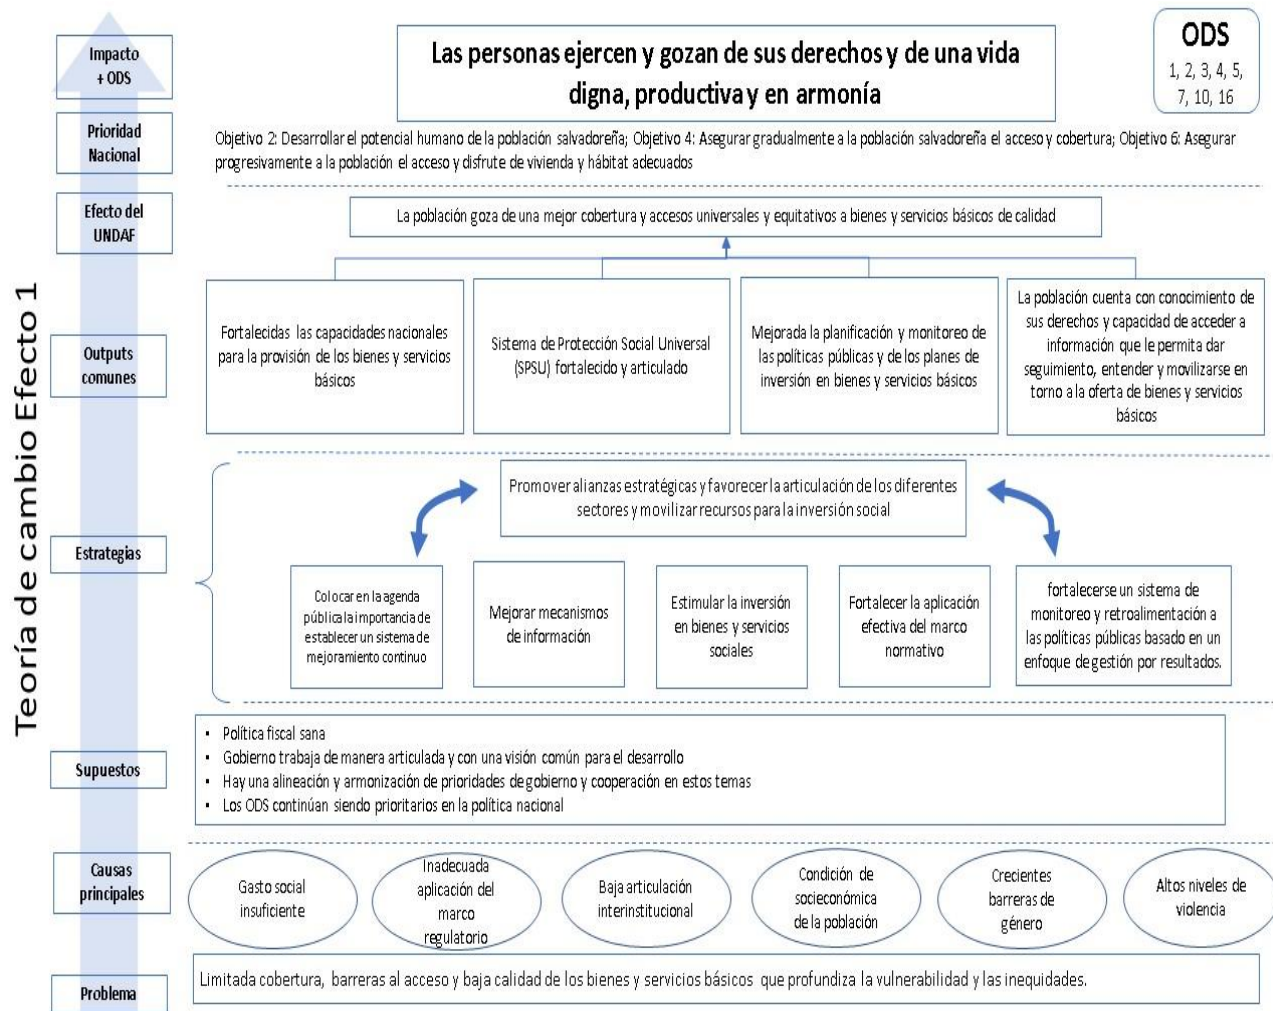 Teoría de cambio Efecto 1
Impacto
+ ODS
Las personas ejercen y gozan de sus derechos y de una vida
digna, productiva y en armonía
ODS
1, 2, 3, 4, 5,
7, 10, 16
Prioridad
Nacional
Objetivo 2: Desarrollar el potencial humano de la población salvadoreña; Objetivo 4: Asegurar gradualmente a la población salvadoreña el acceso y cobertura; Objetivo 6: Asegurar
progresivamente a la población el acceso y disfrute de vivienda y hábitat adecuados
Efecto del
UNDAF
La población goza de una mejor cobertura y accesos universales y equitativos a bienes y servicios básicos de calidad
Outputs
comunes
Fortalecidas las capacidades nacionales
para la provisión de los bienes y servicios
básicos
Sistema de Protección Social Universal
(SPSU) fortalecido y articulado
Mejorada la planificación y monitoreo de
las políticas públicas y de los planes de
inversión en bienes y servicios básicos
La población cuenta con conocimiento de
sus derechos y capacidad de acceder a
información que le permita dar
seguimiento, entender y movilizarse en
torno a la oferta de bienes y servicios
básicos
Estrategias
Promover alianzas estratégicas y favorecer la articulación de los diferentes
sectores y movilizar recursos para la inversión social
Colocar en la agenda
pública la importancia de
establecer un sistema de
mejoramiento continuo
Mejorar mecanismos
de información
Estimular la inversión
en bienes y servicios
sociales
Fortalecer la aplicación
efectiva del marco
normativo
fortalecerse un sistema de
monitoreo y retroalimentación a
las políticas públicas basado en un
enfoque de gestión por resultados.
Supuestos
• Política fiscal sana
• Gobierno trabaja de manera articulada y con una visión común para el desarrollo
• Hay una alineación y armonización de prioridades de gobierno y cooperación en estos temas
• Los ODS continúan siendo prioritarios en la política nacional
Causas
principales
Gasto social
insuficiente
Inadecuada
aplicación del
marco
regulatorio
Baja articulación
interinstitucional
Condición de
socieconómica
de la población
Crecientes
barreras de
género
Altos niveles de
violencia
Problema
Limitada cobertura, barreras al acceso y baja calidad de los bienes y servicios básicos que profundiza la vulnerabilidad y las inequidades.